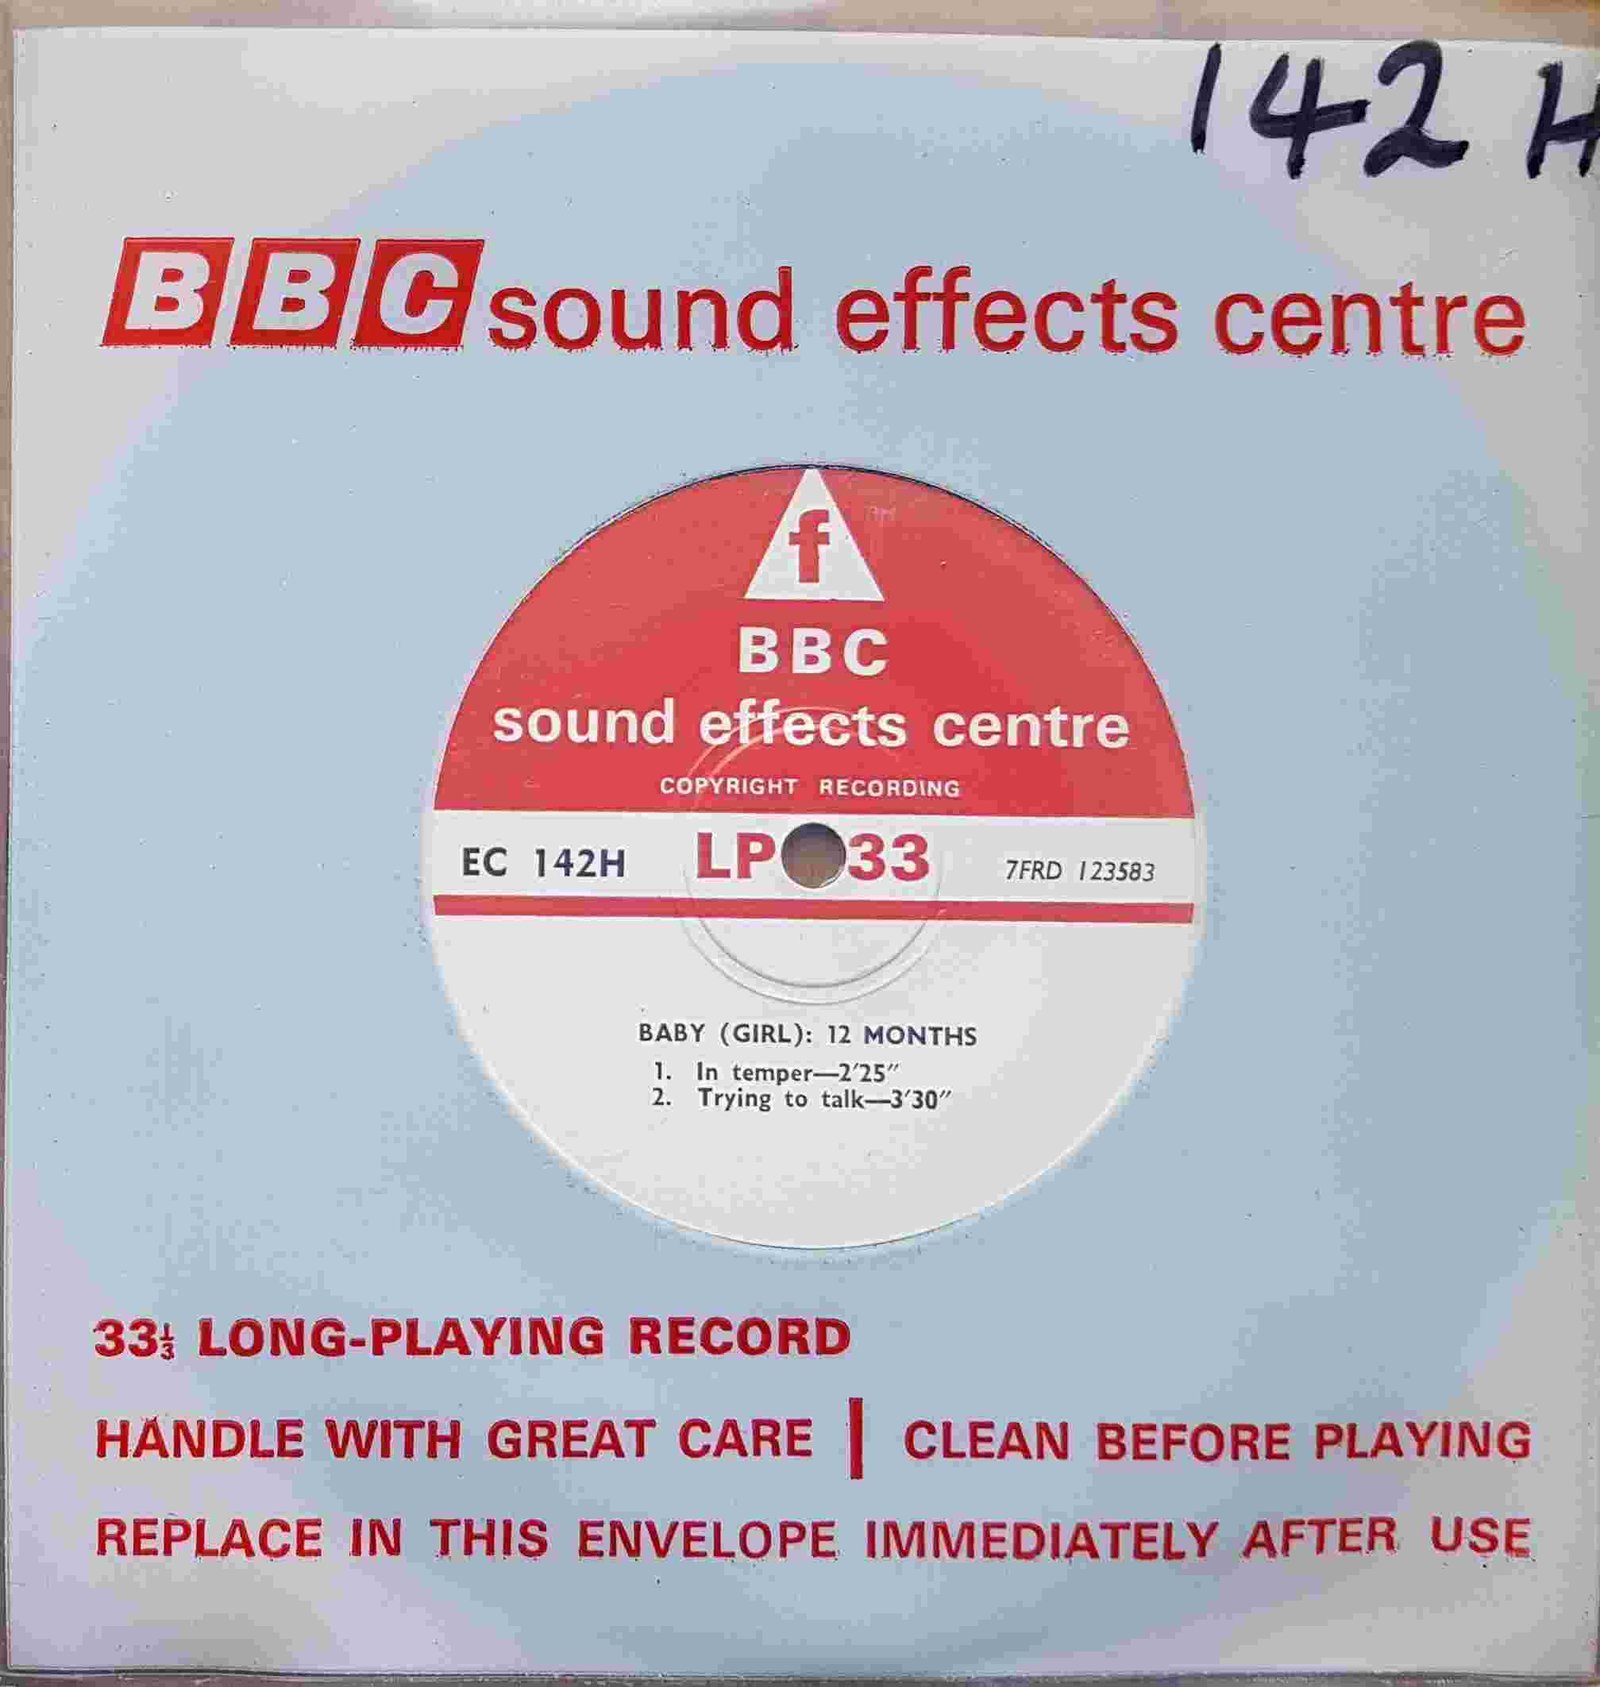 142 H
BBC sound effects centre
f
BBC
sound effects centre
COPYRIGHT RECORDING
EC 142H LP 33 7FRD 123583
BABY (GIRL): 12 MONTHS
1. In temper—2′25″
2. Trying to talk—3′30″
33⅓ LONG-PLAYING RECORD
HANDLE WITH GREAT CARE | CLEAN BEFORE PLAYING
REPLACE IN THIS ENVELOPE IMMEDIATELY AFTER USE